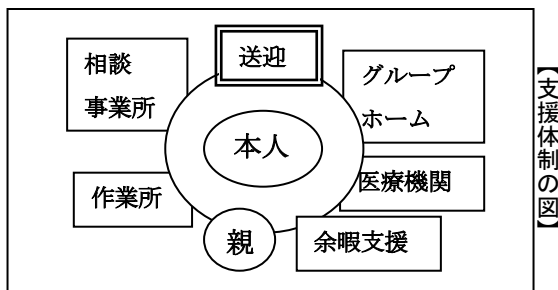 相談
事業所
送迎
グループ
ホーム
本人
作業所
医療機関
親
余暇支援
【支援体制の図】